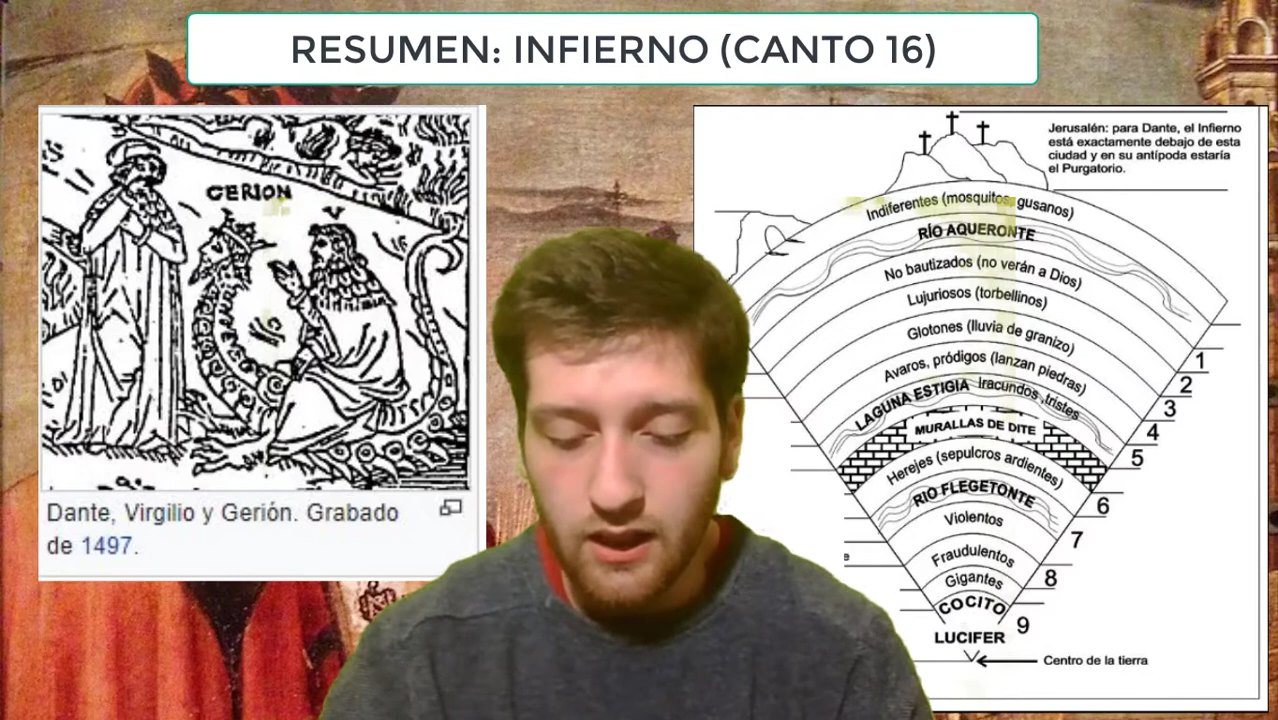 RESUMEN: INFIERNO (CANTO 16)
GERION
Dante, Virgilio y Gerión. Grabado
de 1497.
Jerusalén: para Dante, el Infierno
está exactamente debajo de esta
ciudad y en su antípoda estaría
el Purgatorio.
Indiferentes (mosquitos, gusanos)
RÍO AQUERONTE
No bautizados (no verán a Dios)
Lujuriosos (torbellinos)
Glotones (lluvia de granizo)
1
Avaros, pródigos (lanzan piedras)
2
LAGUNA ESTIGIA Iracundos, tristes
3
4
MURALLAS DE DITE
5
Herejes (sepulcros ardientes)
6
RIO FLEGETONTE
Violentos
7
Fraudulentos
8
Gigantes
COCITO
9
LUCIFER
Centro de la tierra